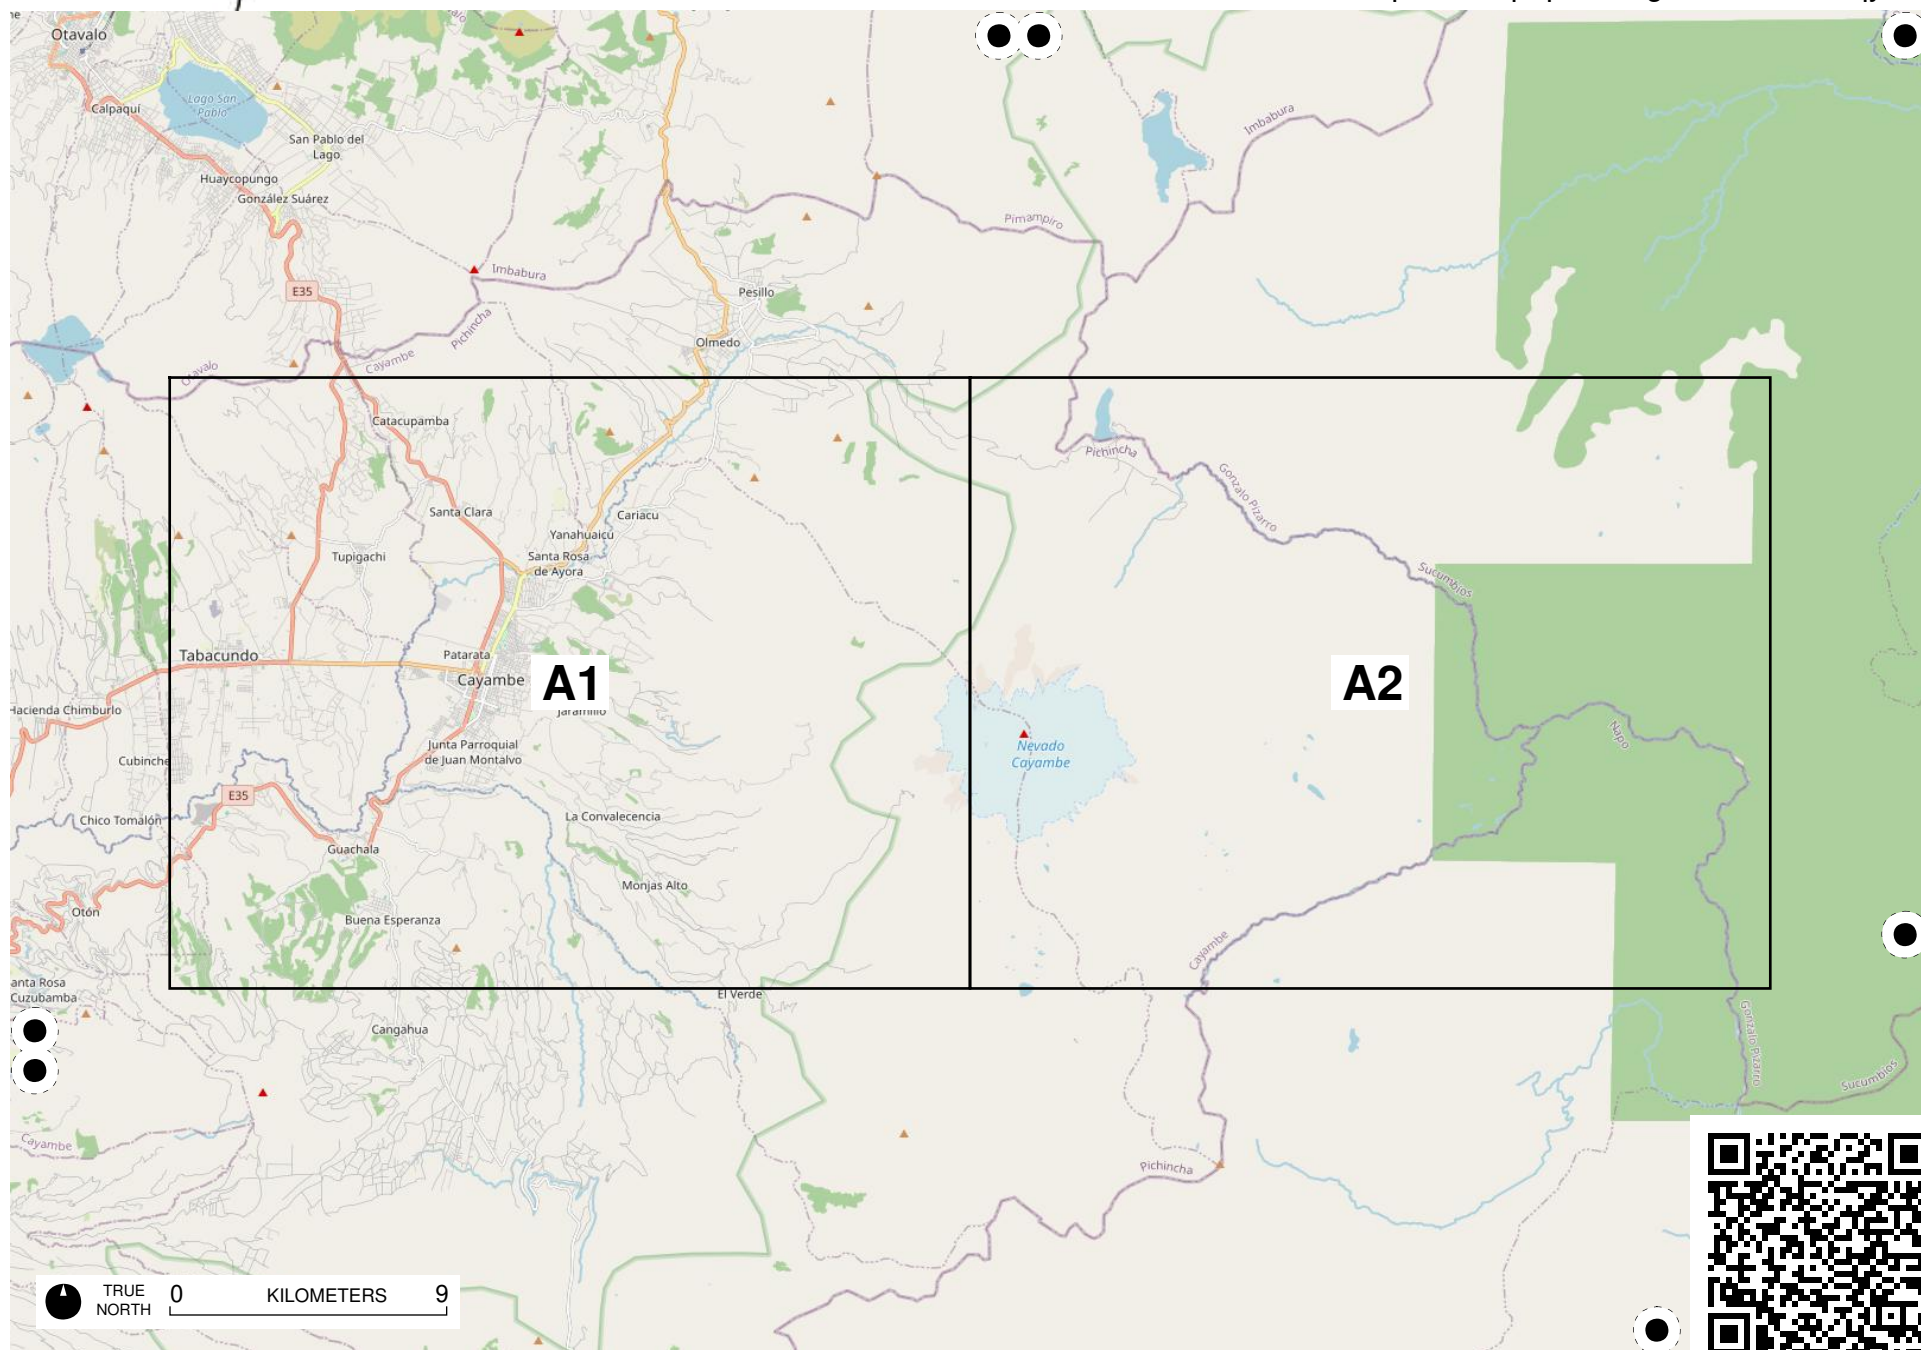 Otavalo
Lago San
Pablo
Calpaquí
San Pablo del
Lago
Imbabura
Huaycopungo
González Suárez
Pimampiro
Imbabura
E35
Pesillo
Pichincha
Olmedo
Cayambe
Otavalo
Catacupamba
Pichincha
Gonzalo Pizarro
Santa Clara
Cariacu
Yanahuaicu
Tupigachi
Santa Rosa
de Ayora
Sucumbíos
Tabacundo
Patarata
Cayambe
A1
A2
Jaramillo
Hacienda Chimburlo
Napo
Junta Parroquial
de Juan Montalvo
Nevado
Cayambe
Cubinche
E35
Chico Tomalón
La Convalecencia
Guachala
Monjas Alto
Otón
Buena Esperanza
Cayambe
anta Rosa
Cuzubamba
El Verde
Cangahua
Gonzalo Pizarro
Sucumbíos
Cayambe
Pichincha
TRUE
NORTH
0
KILOMETERS
9